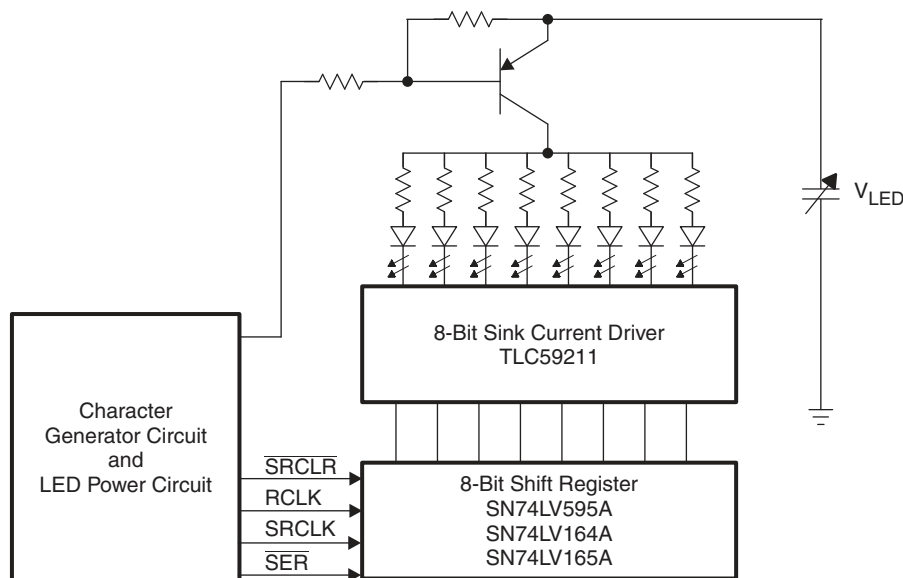 VLED
8-Bit Sink Current Driver
TLC59211
Character
Generator Circuit
and
LED Power Circuit
SRCLR
RCLK
SRCLK
SER
8-Bit Shift Register
SN74LV595A
SN74LV164A
SN74LV165A